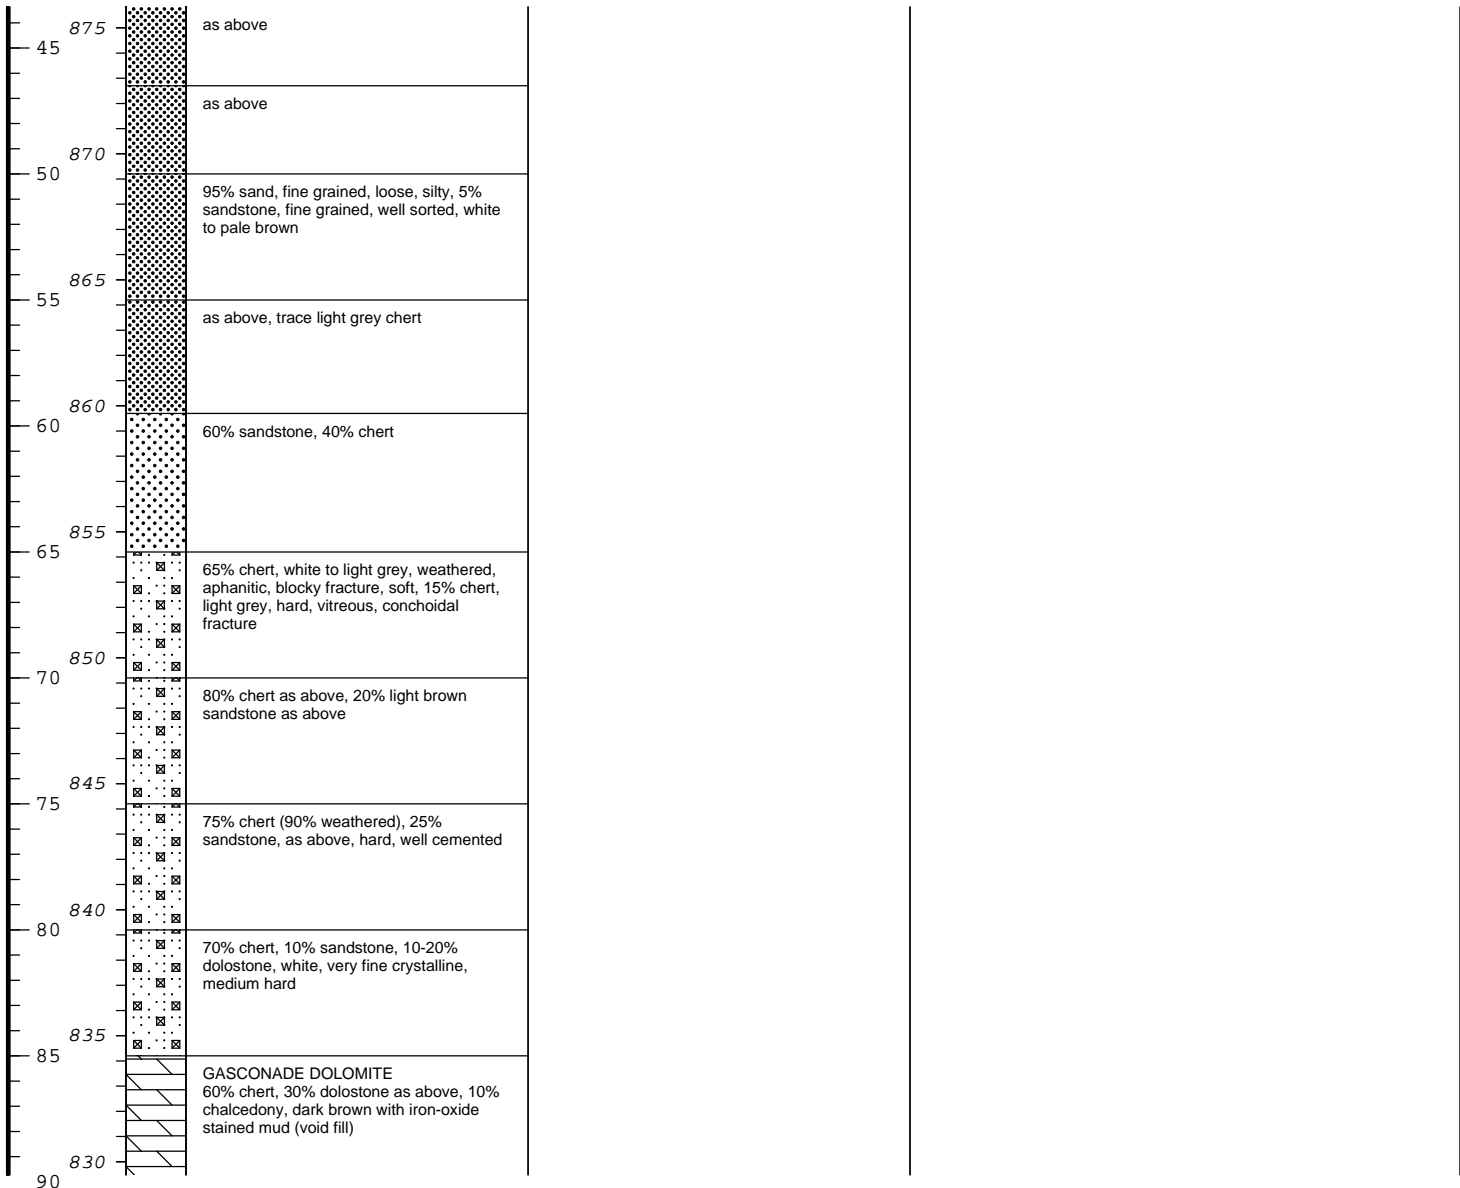 875
as above
45
as above
870
50
95% sand, fine grained, loose, silty, 5%
sandstone, fine grained, well sorted, white
to pale brown
865
55
as above, trace light grey chert
860
60
60% sandstone, 40% chert
855
65
65% chert, white to light grey, weathered,
aphanitic, blocky fracture, soft, 15% chert,
light grey, hard, vitreous, conchoidal
fracture
850
70
80% chert as above, 20% light brown
sandstone as above
845
75
75% chert (90% weathered), 25%
sandstone, as above, hard, well cemented
840
80
70% chert, 10% sandstone, 10-20%
dolostone, white, very fine crystalline,
medium hard
835
85
GASCONADE DOLOMITE
60% chert, 30% dolostone as above, 10%
chalcedony, dark brown with iron-oxide
stained mud (void fill)
830
90